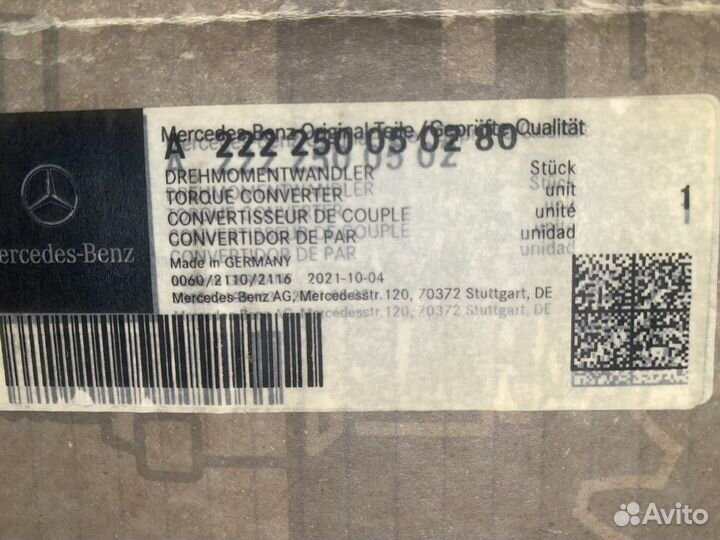 Mercedes-Benz Original-Teile / Geprüfte Qualität
A 222 250 05 02 80
DREHMOMENTWANDLER Stück
TORQUE CONVERTER unit
CONVERTISSEUR DE COUPLE unité
CONVERTIDOR DE PAR unidad
1
Made in GERMANY
0060/2110/2116 2021-10-04
Mercedes-Benz AG, Mercedesstr. 120, 70372 Stuttgart, DE
Mercedes-Benz
Avito